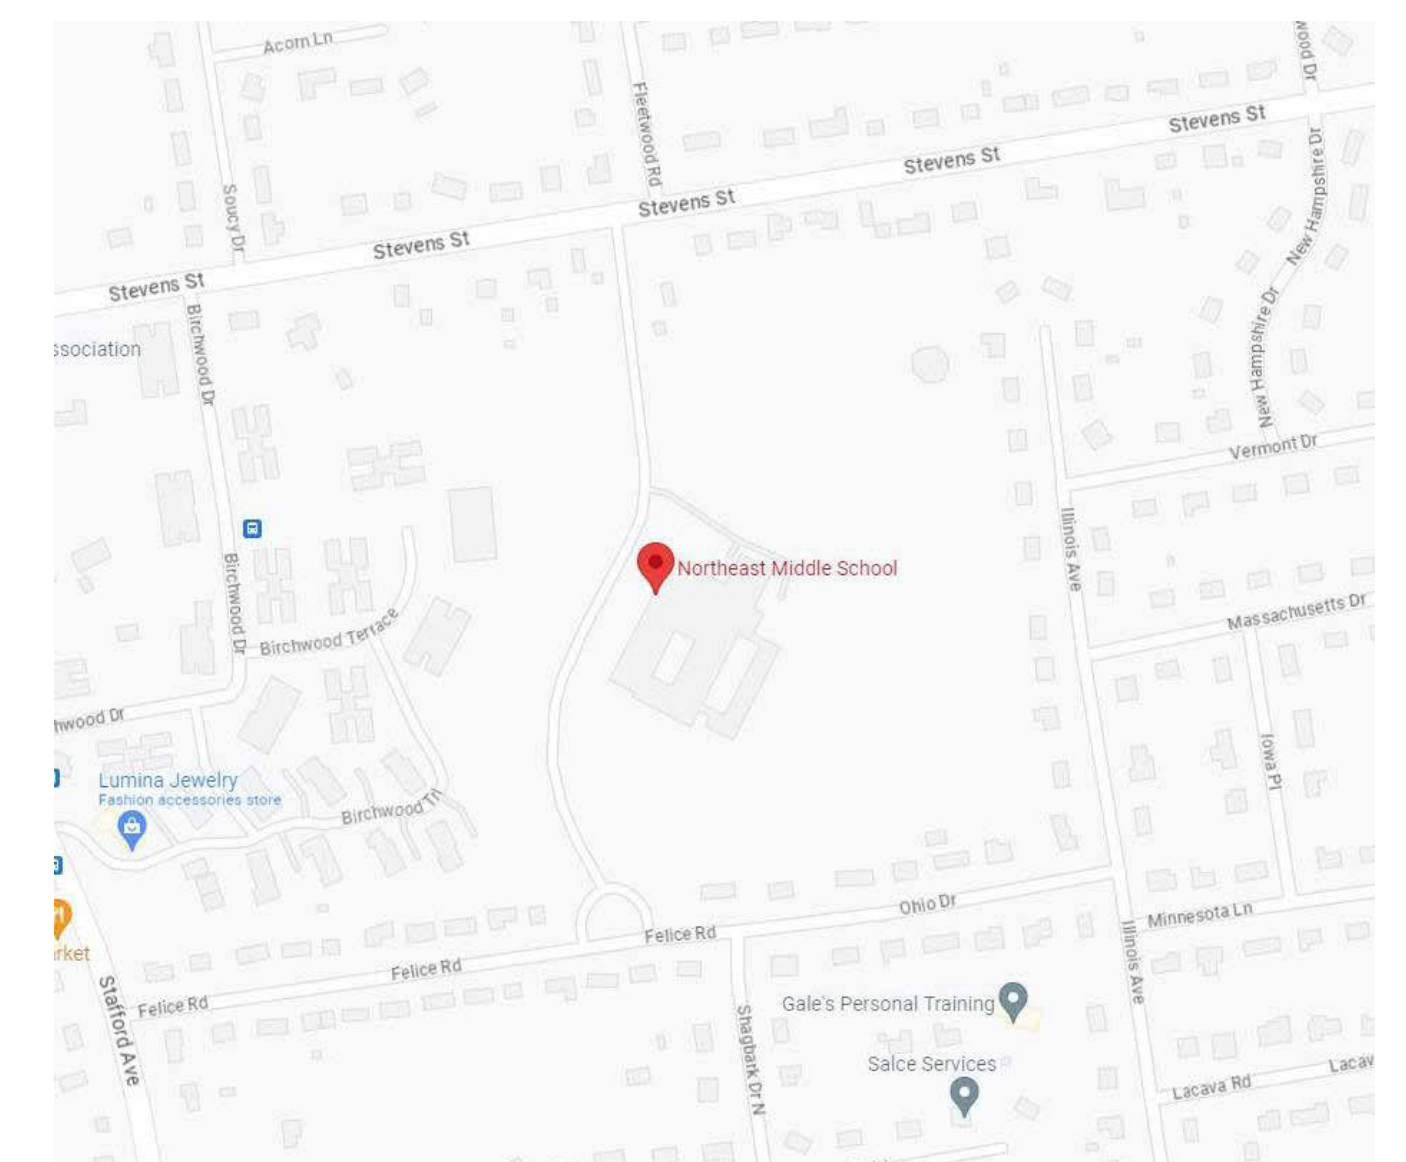 Acorn Ln
wood Dr
Fleetwood Rd
Stevens St
Stevens St
Soucy Dr
Stevens St
New Hampshire Dr
Stevens St
Stevens St
Birchwood Dr
ssociation
New Hampshire Dr
Vermont Dr
Illinois Ave
Birchwood Dr
Northeast Middle School
Birchwood Terrace
Massachusetts Dr
hwood Dr
Iowa Pl
Lumina Jewelry
Fashion accessories store
Birchwood Trl
Ohio Dr
Minnesota Ln
Felice Rd
Illinois Ave
rket
Felice Rd
Felice Rd
Stafford Ave
Gale's Personal Training
Shagbark Dr N
Salce Services
Lacava Rd
Lacav